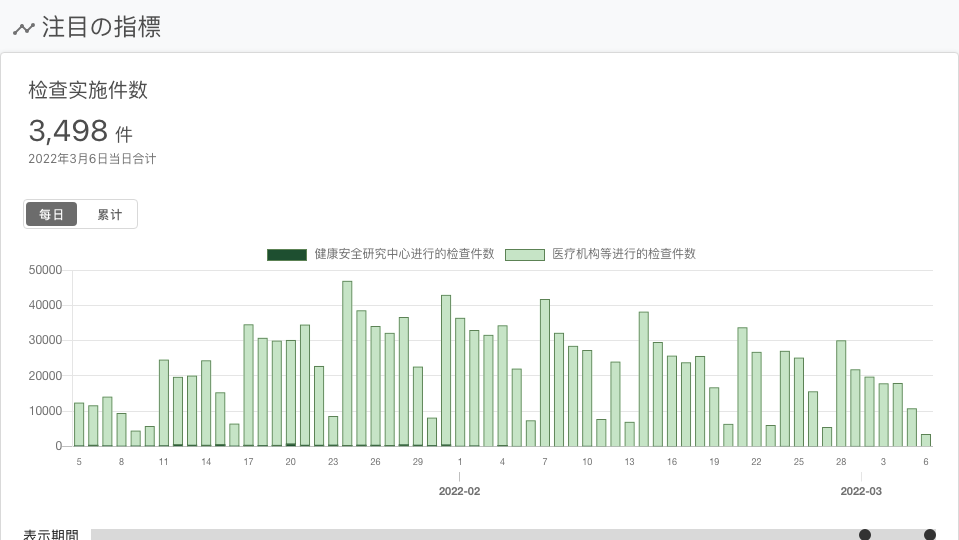 注目の指標
检查实施件数
3,498 件
2022年3月6日当日合计
每日 累计
健康安全研究中心进行的检查件数 医疗机构等进行的检查件数
50000
40000
30000
20000
10000
0
5 8 11 14 17 20 23 26 29 1 4 7 10 13 16 19 22 25 28 3 6
2022-02 2022-03
表示期間